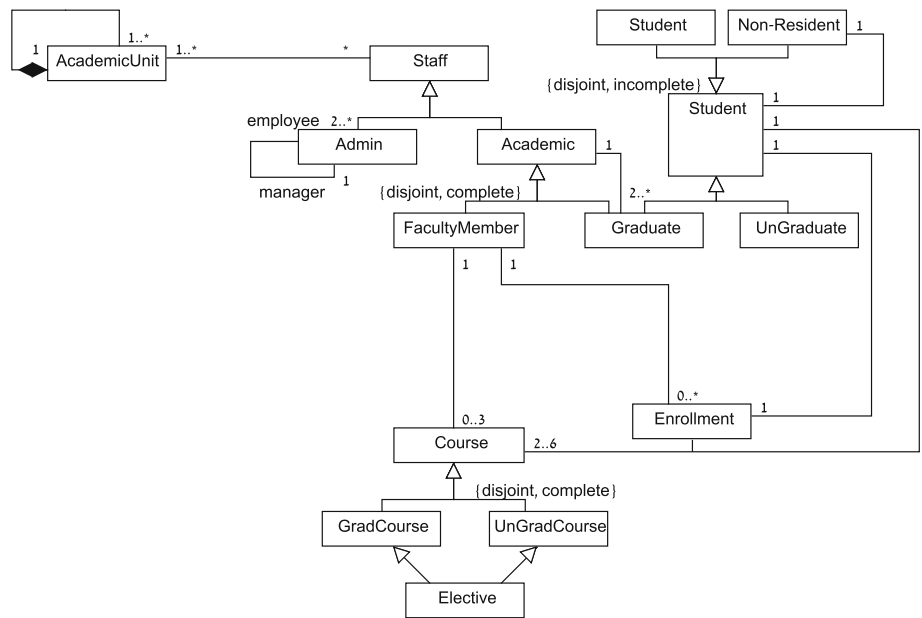 Student
Non-Resident
1
1
1..*
AcademicUnit
1..*
*
Staff
{disjoint, incomplete}
1
Student
1
1
employee
2..*
Admin
manager
1
Academic
1
{disjoint, complete}
2..*
FacultyMember
Graduate
UnGraduate
1
1
0..*
Enrollment
1
0..3
Course
2..6
{disjoint, complete}
GradCourse
UnGradCourse
Elective